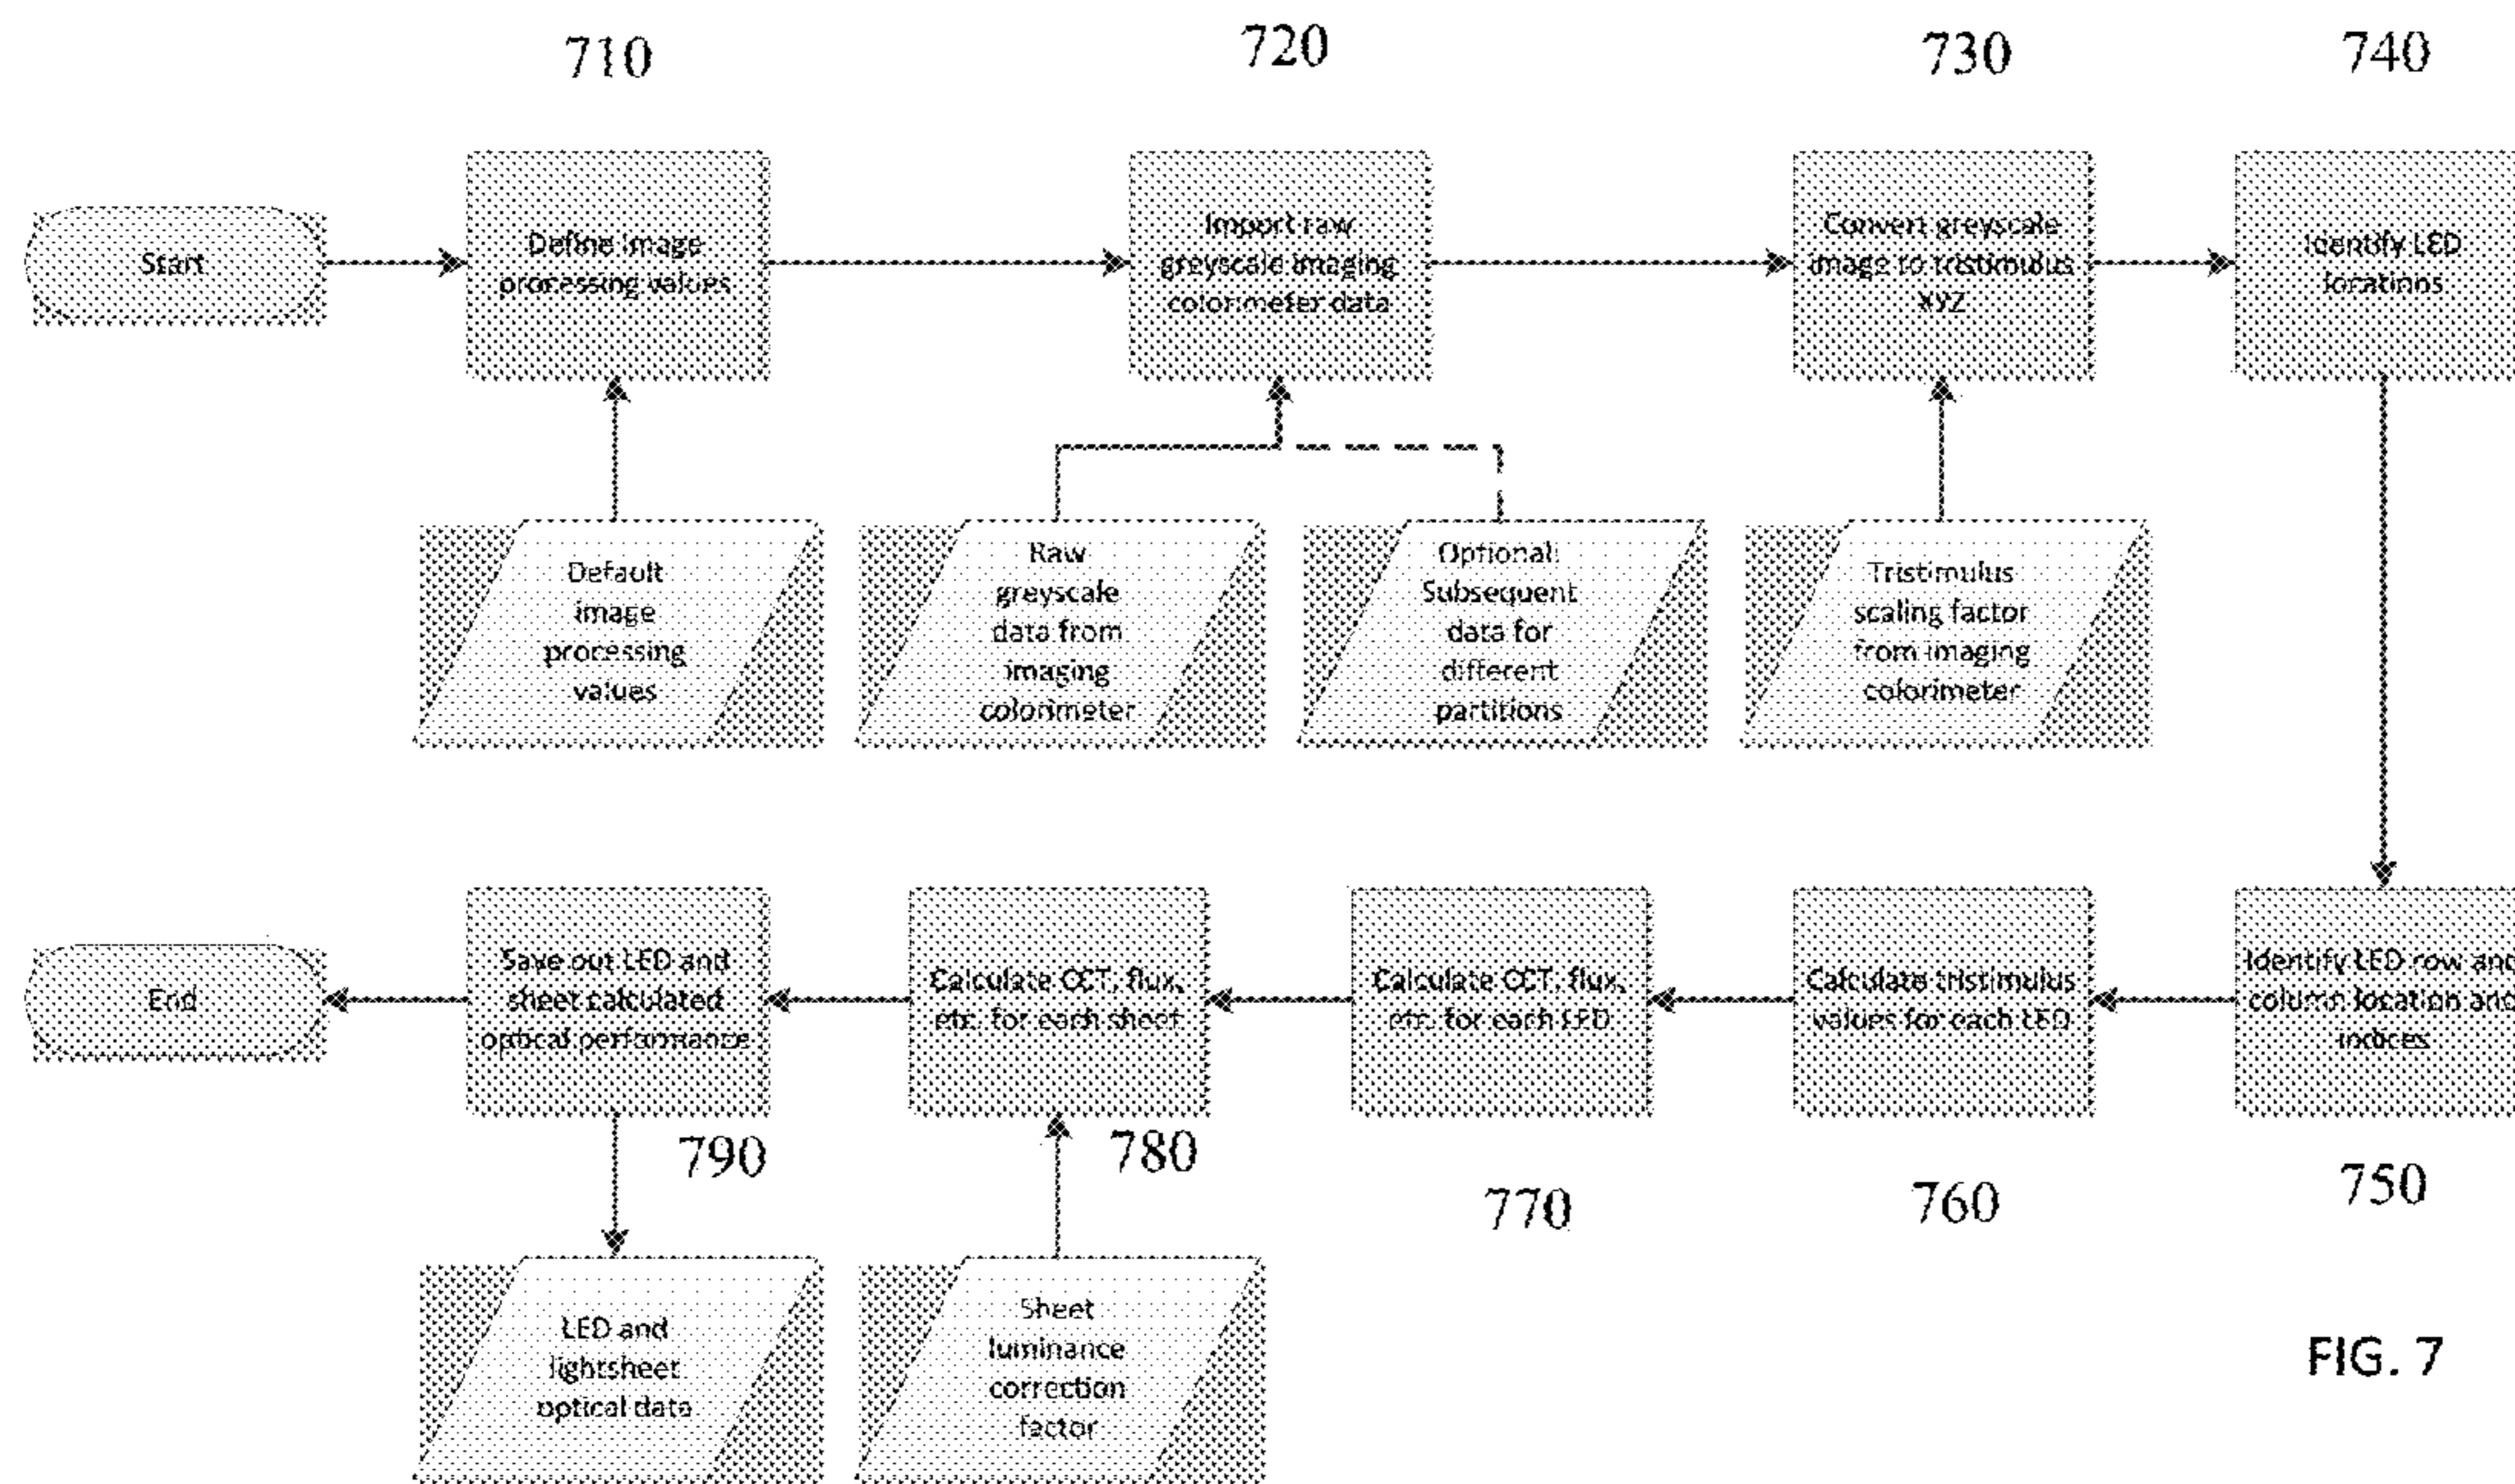 710
720
730
740
Start
Define image
processing values
Import raw
greyscale imaging
colorimeter data
Convert greyscale
image to tristimulus
XYZ
Identify LED
locations
Default
image
processing
values
Raw
greyscale
data from
imaging
colorimeter
Optional:
Subsequent
data for
different
partitions
Tristimulus
scaling factor
from imaging
colorimeter
End
Save out LED and
sheet calculated
optical performance
Calculate CCT, flux,
etc. for each sheet
Calculate CCT, flux,
etc. for each LED
Calculate tristimulus
values for each LED
Identify LED row and
column location and
indices
790
780
770
760
750
LED and
lightsheet
optical data
Sheet
luminance
correction
factor
FIG. 7